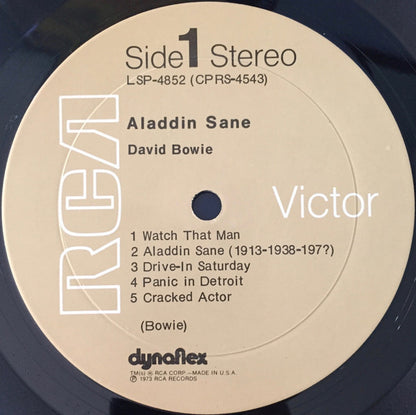 Side 1 Stereo
LSP-4852 (CPRS-4543)
Aladdin Sane
David Bowie
RCA
Victor
1 Watch That Man
2 Aladdin Sane (1913-1938-197?)
3 Drive-In Saturday
4 Panic in Detroit
5 Cracked Actor
(Bowie)
dynaflex
TM(s) ® RCA CORP.—MADE IN U.S.A.
℗ 1973 RCA RECORDS